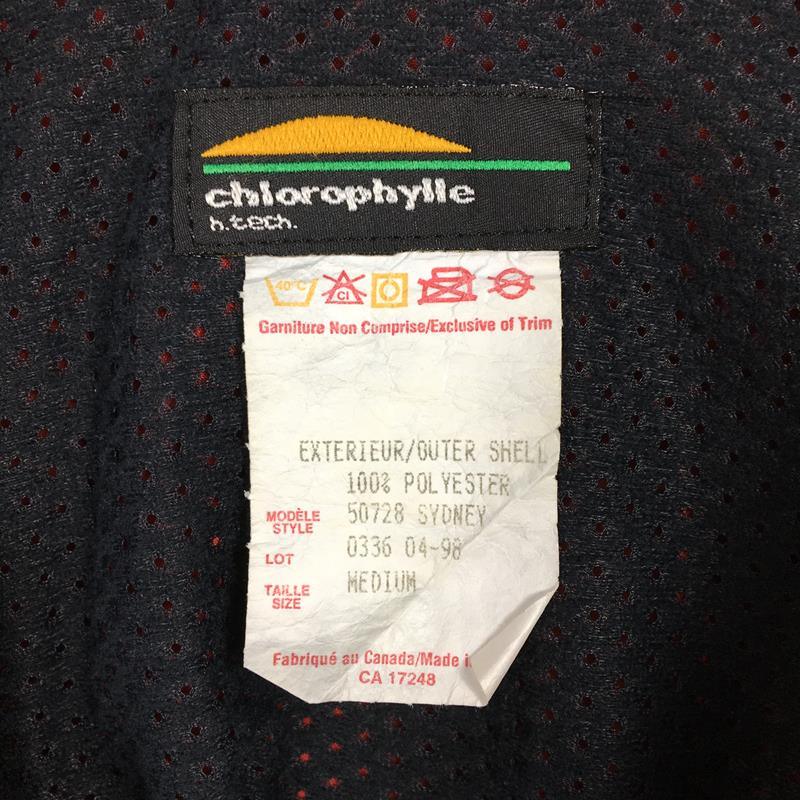 chlorophylle
h.tech.
40°C Cl
Garniture Non Comprise/Exclusive of Trim
EXTERIEUR/OUTER SHELL
100% POLYESTER
MODÈLE
STYLE 50728 SYDNEY
LOT 0336 04-98
TAILLE
SIZE MEDIUM
Fabriqué au Canada/Made
CA 17248